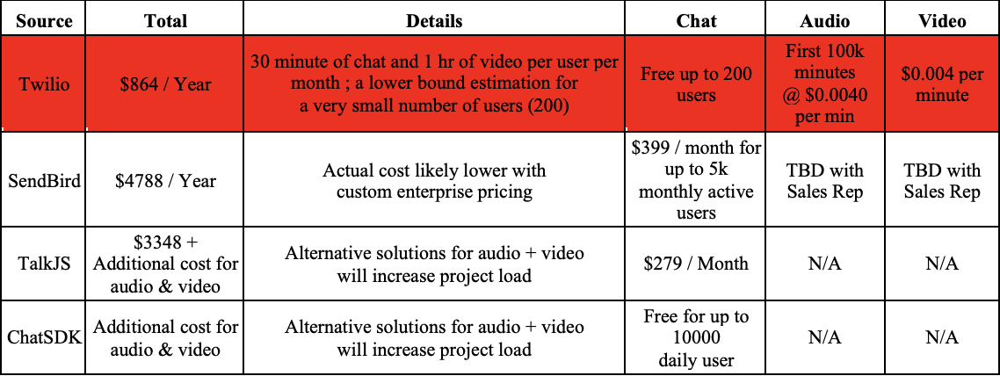 Source Total Details Chat Audio Video
Twilio
$864 / Year
30 minute of chat and 1 hr of video per user per
month ; a lower bound estimation for
a very small number of users (200)
Free up to 200
users
First 100k
minutes
@ $0.0040
per min
$0.004 per
minute
SendBird
$4788 / Year
Actual cost likely lower with
custom enterprise pricing
$399 / month for
up to 5k
monthly active
users
TBD with
Sales Rep
TBD with
Sales Rep
TalkJS
$3348 +
Additional cost for
audio & video
Alternative solutions for audio + video
will increase project load
$279 / Month
N/A
N/A
ChatSDK
Additional cost for
audio & video
Alternative solutions for audio + video
will increase project load
Free for up to
10000
daily user
N/A
N/A